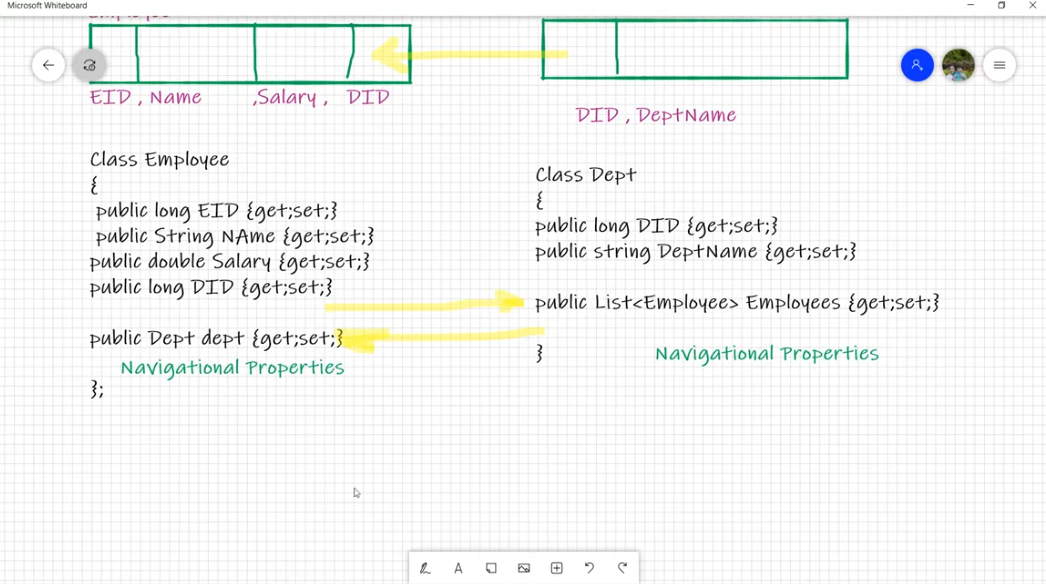 Microsoft Whiteboard
EID , Name ,Salary , DID
DID , DeptName
Class Employee
{
public long EID {get;set;}
public String NAme {get;set;}
public double Salary {get;set;}
public long DID {get;set;}
public Dept dept {get;set;}
Navigational Properties
};
Class Dept
{
public long DID {get;set;}
public string DeptName {get;set;}
public List<Employee> Employees {get;set;}
}
Navigational Properties